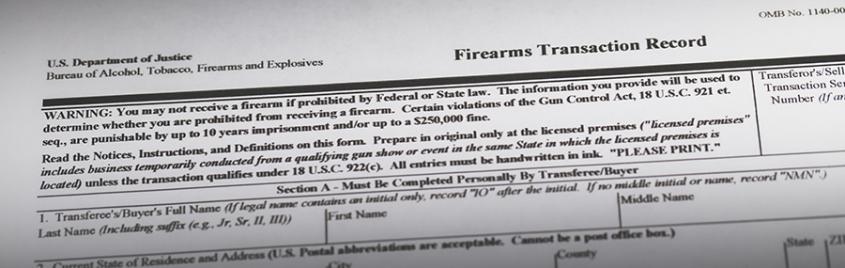 OMB No. 1140-00
U.S. Department of Justice
Bureau of Alcohol, Tobacco, Firearms and Explosives
Firearms Transaction Record
WARNING: You may not receive a firearm if prohibited by Federal or State law. The information you provide will be used to
determine whether you are prohibited from receiving a firearm. Certain violations of the Gun Control Act, 18 U.S.C. 921 et.
seq., are punishable by up to 10 years imprisonment and/or up to a $250,000 fine.
Read the Notices, Instructions, and Definitions on this form. Prepare in original only at the licensed premises ("licensed premises"
includes business temporarily conducted from a qualifying gun show or event in the same State in which the licensed premises is
located) unless the transaction qualifies under 18 U.S.C. 922(c). All entries must be handwritten in ink. "PLEASE PRINT."
Transferor's/Sell
Transaction Ser
Number (If an
Section A - Must Be Completed Personally By Transferee/Buyer
1. Transferee's/Buyer's Full Name (If legal name contains an initial only, record "IO" after the initial. If no middle initial or name, record "NMN".)
Last Name (Including suffix (e.g., Jr, Sr, II, III))
First Name
Middle Name
2. Current State of Residence and Address (U.S. Postal abbreviations are acceptable. Cannot be a post office box.)
City
County
State
ZI